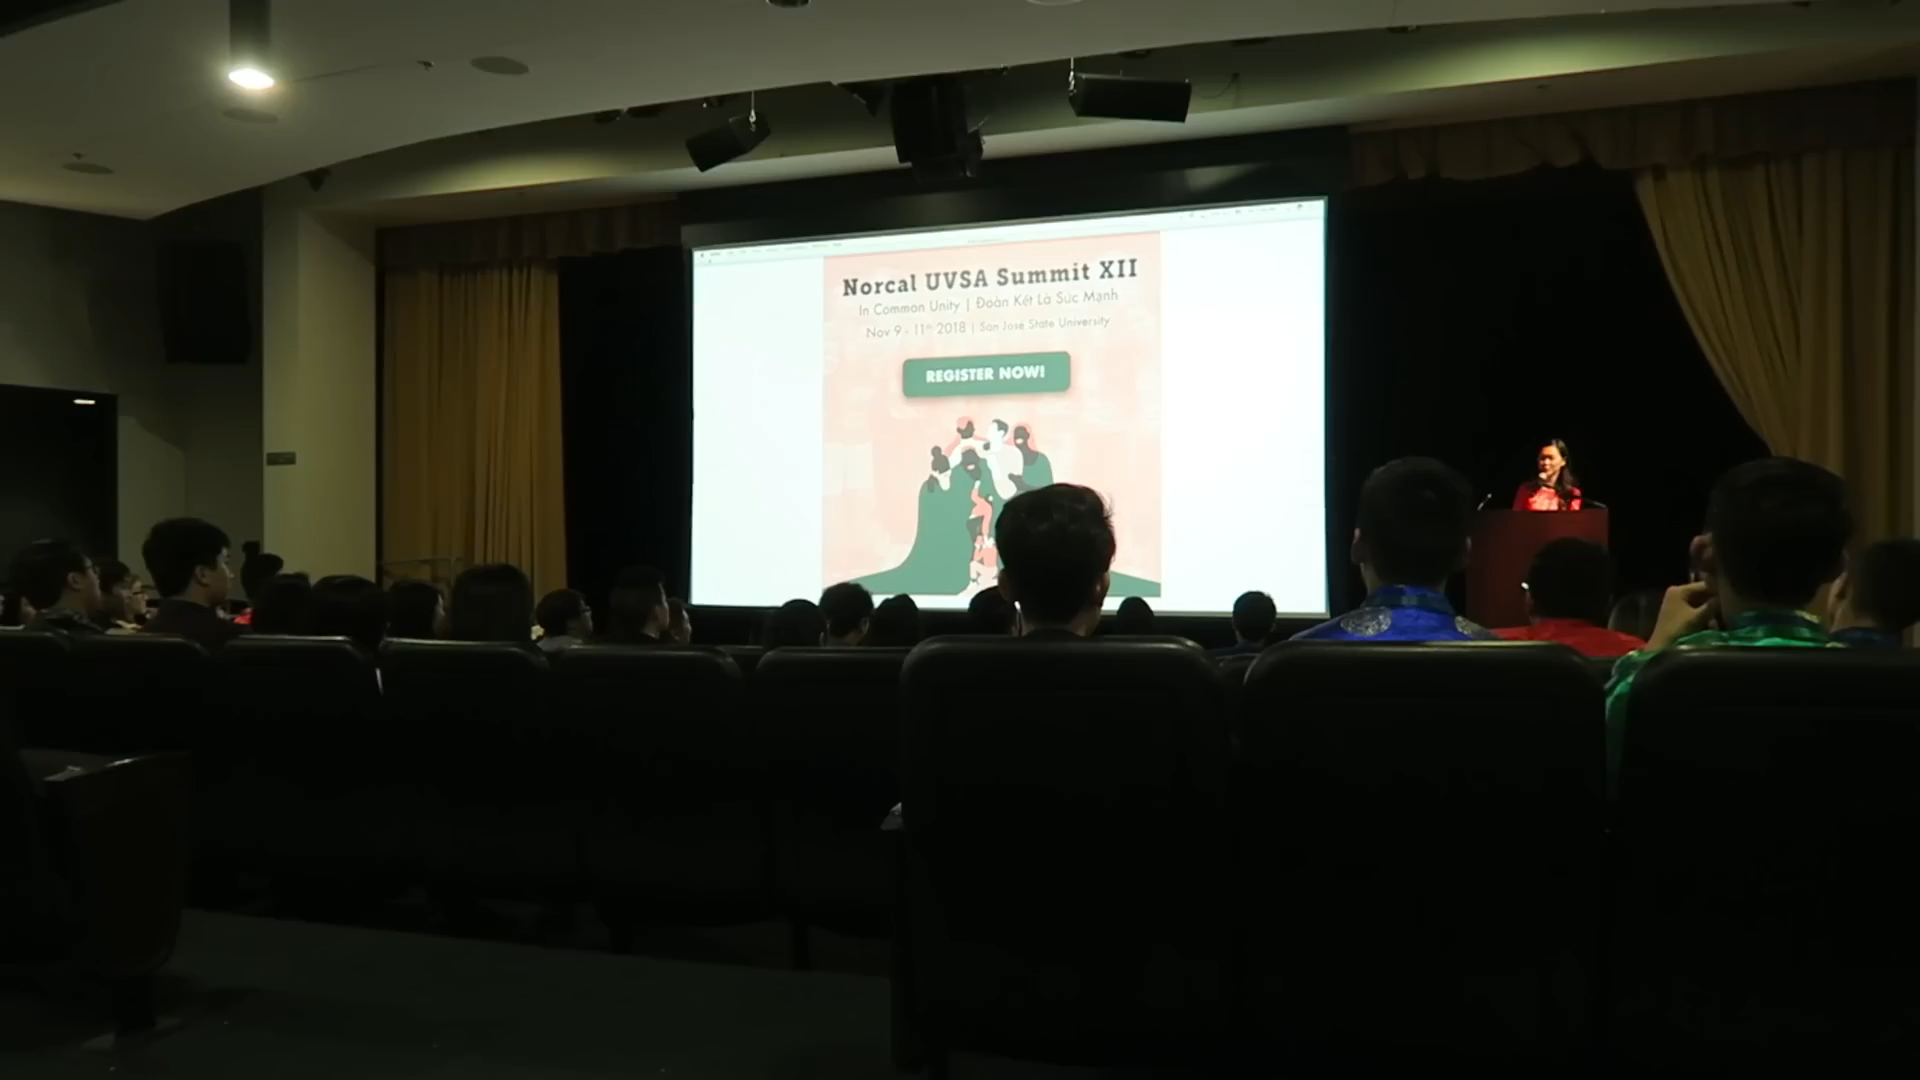 Norcal UVSA Summit XII
In Common Unity | Đoàn Kết Là Sức Mạnh
Nov 9 - 11th 2018 | San José State University
REGISTER NOW!